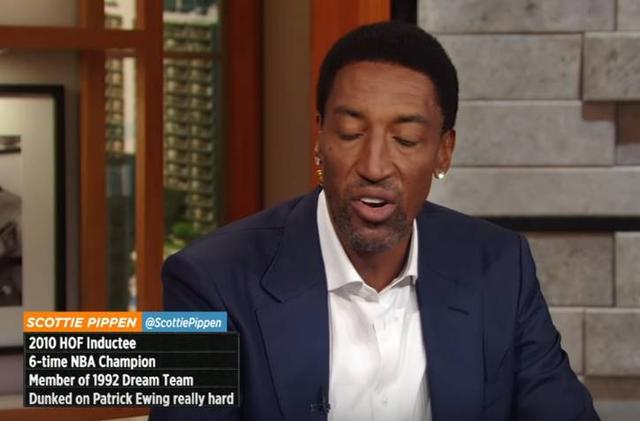 SCOTTIE PIPPEN @ScottiePippen
2010 HOF Inductee
6-time NBA Champion
Member of 1992 Dream Team
Dunked on Patrick Ewing really hard